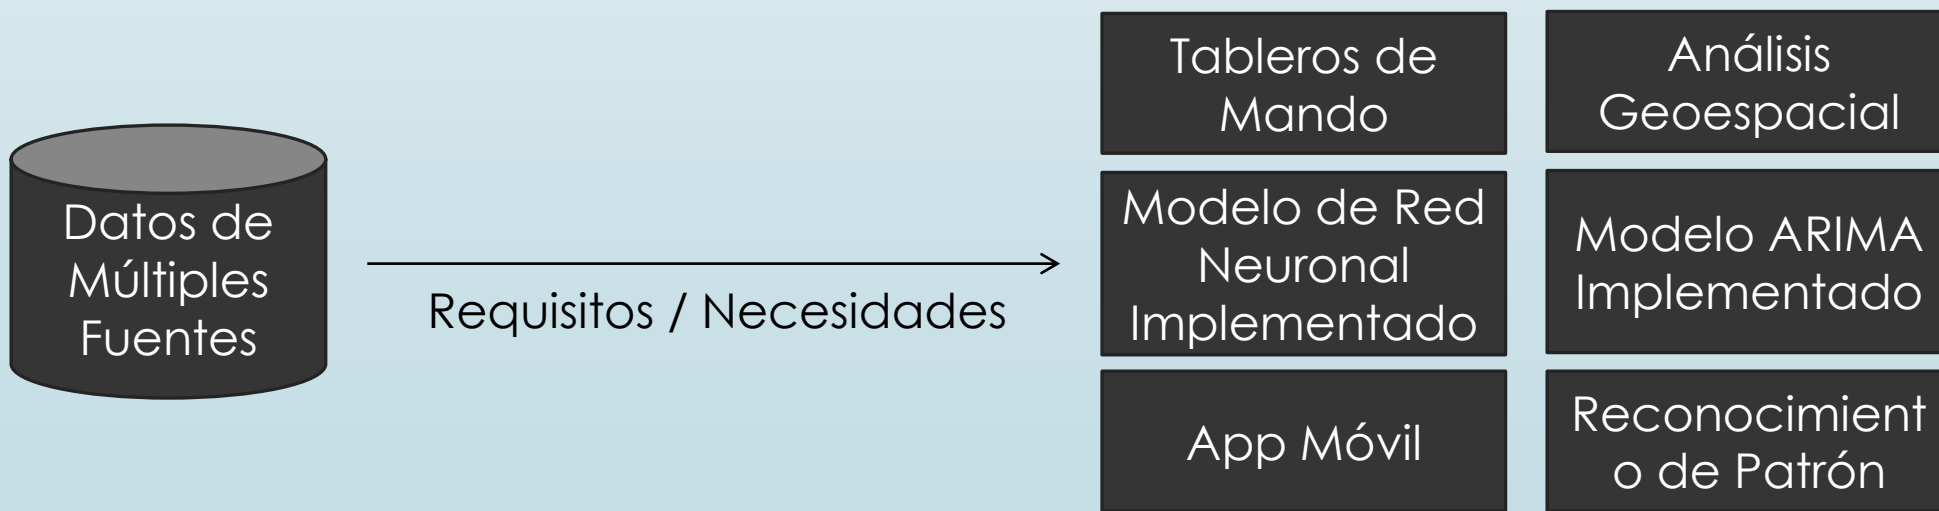 Datos de
Múltiples
Fuentes
Requisitos / Necesidades
Tableros de
Mando
Análisis
Geoespacial
Modelo de Red
Neuronal
Implementado
Modelo ARIMA
Implementado
App Móvil
Reconocimient
o de Patrón